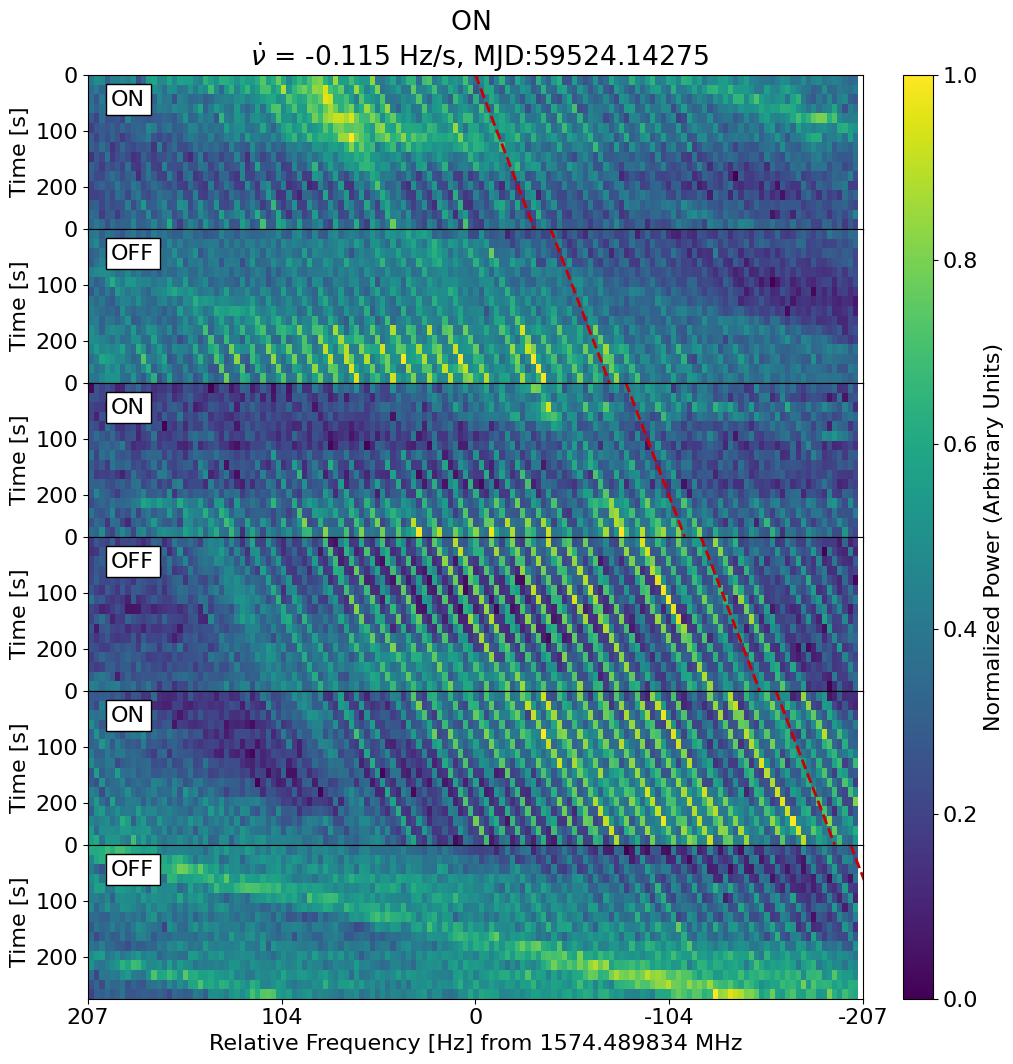 ON
ν̇ = -0.115 Hz/s, MJD:59524.14275
0
ON
100
Time [s]
200
0
OFF
100
Time [s]
200
0
ON
100
Time [s]
200
0
OFF
100
Time [s]
200
0
ON
100
Time [s]
200
0
OFF
100
Time [s]
200
207 104 0 -104 -207
Relative Frequency [Hz] from 1574.489834 MHz
1.0
0.8
0.6
0.4
0.2
0.0
Normalized Power (Arbitrary Units)